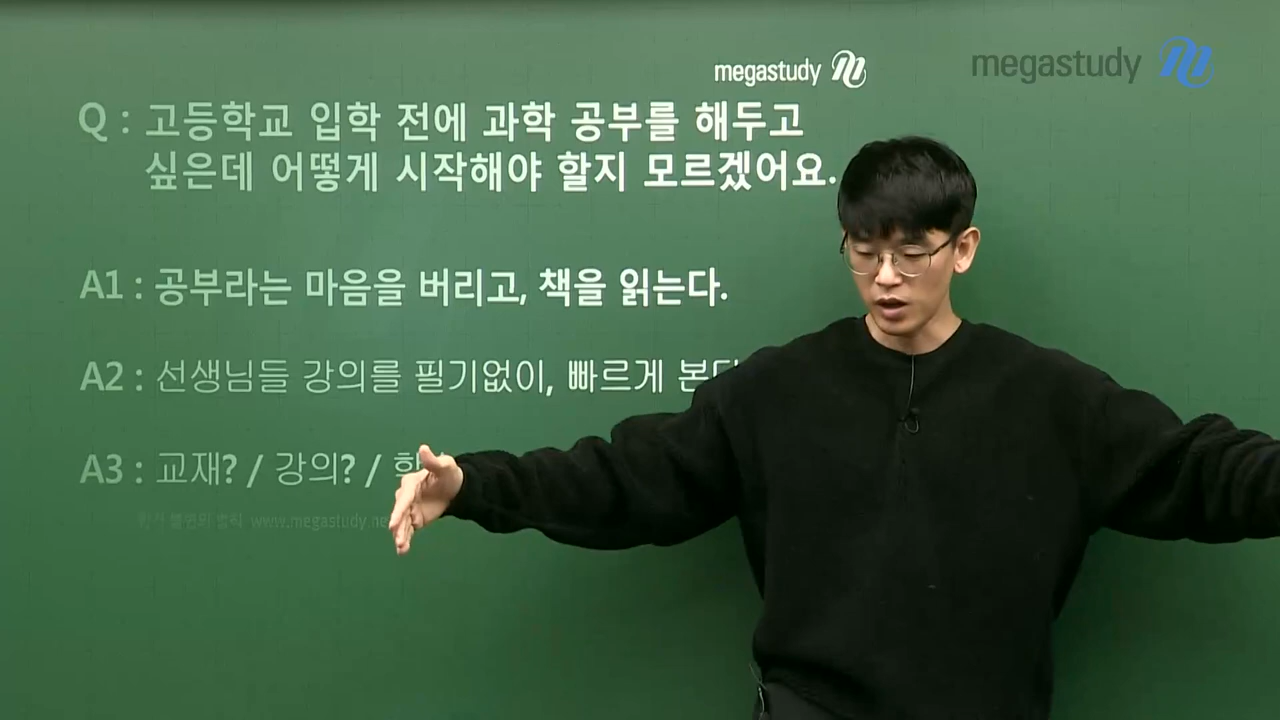 megastudy
megastudy
Q : 고등학교 입학 전에 과학 공부를 해두고
싶은데 어떻게 시작해야 할지 모르겠어요.
A1 : 공부라는 마음을 버리고, 책을 읽는다.
A2 : 선생님들 강의를 필기없이, 빠르게
A3 : 교재? / 강의? /
www.megastudy.ne